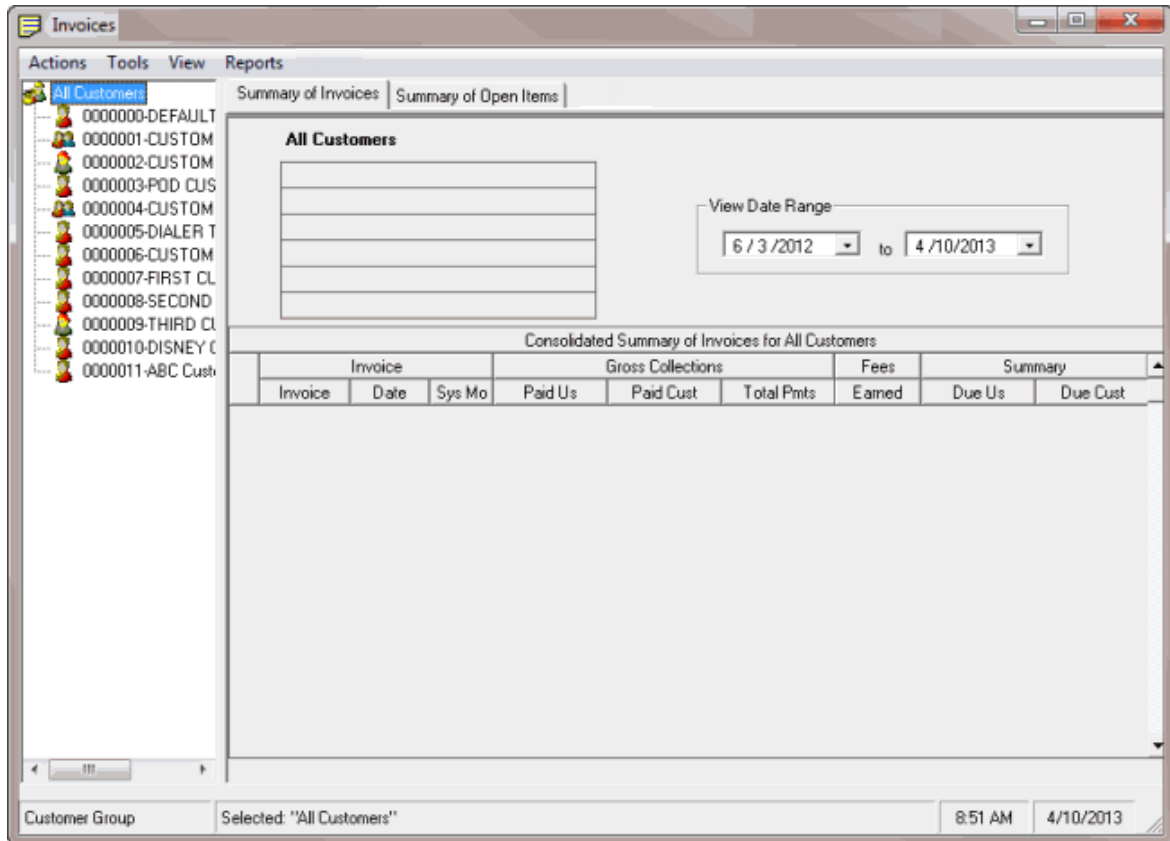 Invoices
Actions Tools View Reports
All Customers
0000000-DEFAULT
0000001-CUSTOM
0000002-CUSTOM
0000003-POD CUS
0000004-CUSTOM
0000005-DIALER T
0000006-CUSTOM
0000007-FIRST CL
0000008-SECOND
0000009-THIRD CU
0000010-DISNEY C
0000011-ABC Custo
Summary of Invoices Summary of Open Items
All Customers
View Date Range
6 / 3 /2012 to 4 /10/2013
Consolidated Summary of Invoices for All Customers
Invoice Gross Collections Fees Summary
Invoice Date Sys Mo Paid Us Paid Cust Total Pmts Earned Due Us Due Cust
Customer Group Selected: "All Customers" 8:51 AM 4/10/2013